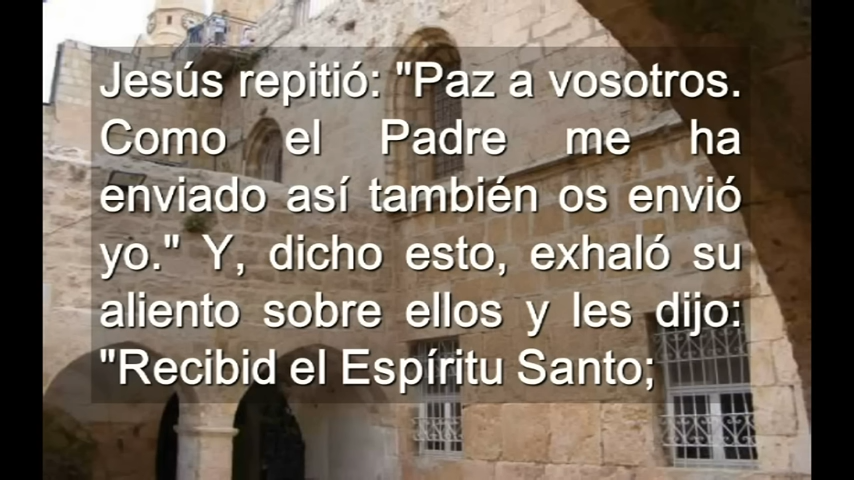 Jesús repitió: "Paz a vosotros.
Como el Padre me ha
enviado así también os envió
yo." Y, dicho esto, exhaló su
aliento sobre ellos y les dijo:
"Recibid el Espíritu Santo;